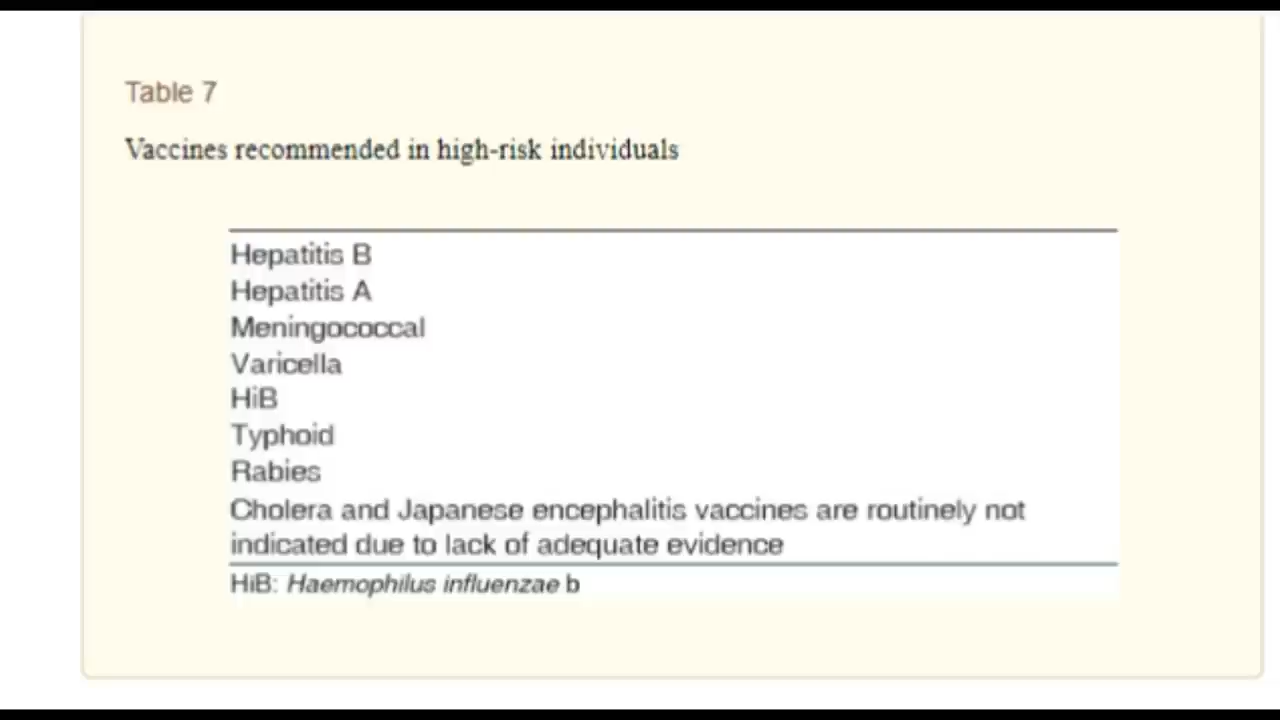 Table 7
Vaccines recommended in high-risk individuals
Hepatitis B
Hepatitis A
Meningococcal
Varicella
HiB
Typhoid
Rabies
Cholera and Japanese encephalitis vaccines are routinely not
indicated due to lack of adequate evidence
HiB: Haemophilus influenzae b